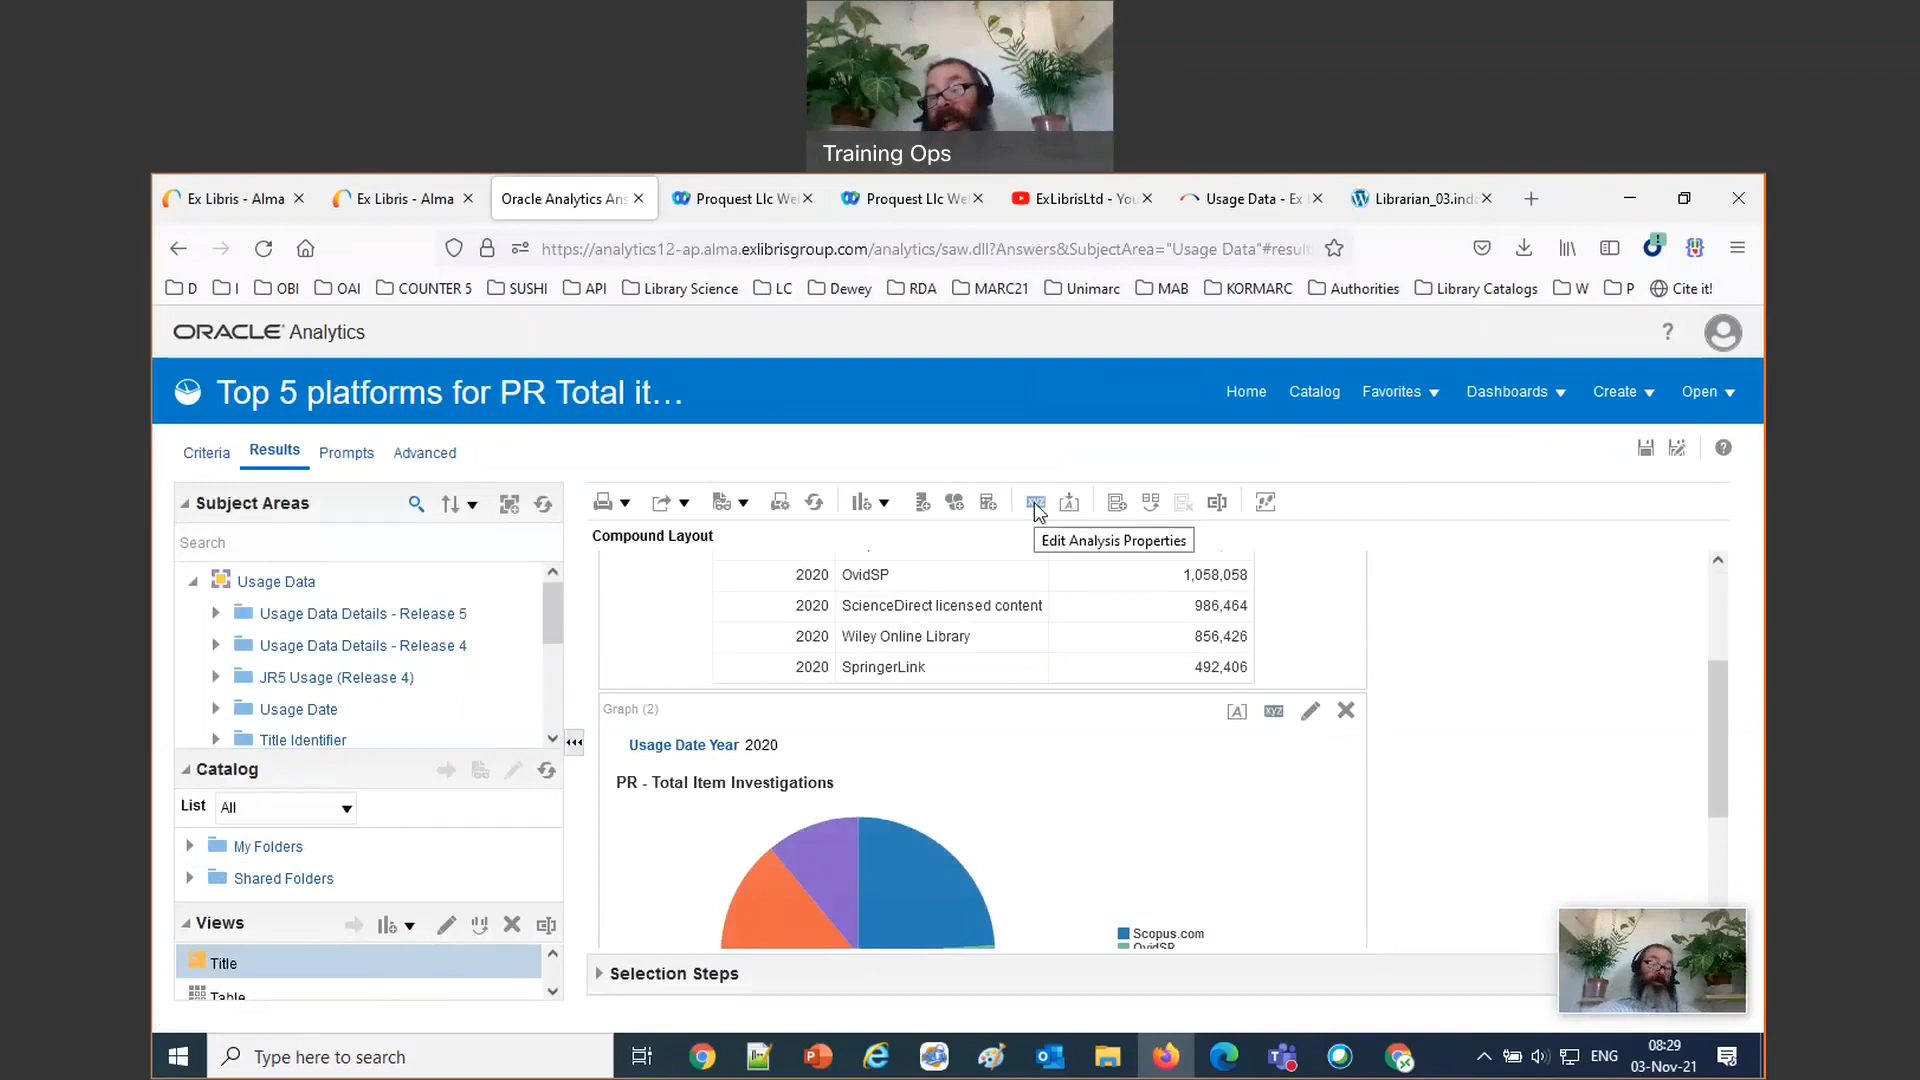 Training Ops
Ex Libris - Alma
Ex Libris - Alma
Oracle Analytics Ans
Proquest Llc We
Proquest Llc We
ExLibrisLtd - You
Usage Data - Ex
Librarian_03.indd
https://analytics12-ap.alma.exlibrisgroup.com/analytics/saw.dll?Answers&SubjectArea="Usage Data"#result
D I OBI OAI COUNTER 5 SUSHI API Library Science LC Dewey RDA MARC21 Unimarc MAB KORMARC Authorities Library Catalogs W P Cite it!
ORACLE Analytics
?
Top 5 platforms for PR Total it...
Home Catalog Favorites Dashboards Create Open
Criteria Results Prompts Advanced
Subject Areas
Search
Usage Data
Usage Data Details - Release 5
Usage Data Details - Release 4
JR5 Usage (Release 4)
Usage Date
Title Identifier
Catalog
List All
My Folders
Shared Folders
Views
Title
Table
xyz
Edit Analysis Properties
Compound Layout
2020 OvidSP 1,058,058
2020 ScienceDirect licensed content 986,464
2020 Wiley Online Library 856,426
2020 SpringerLink 492,406
Graph (2)
[A] xyz
Usage Date Year 2020
PR - Total Item Investigations
Scopus.com
OvidSP
Selection Steps
Type here to search
ENG
08:29
03-Nov-21